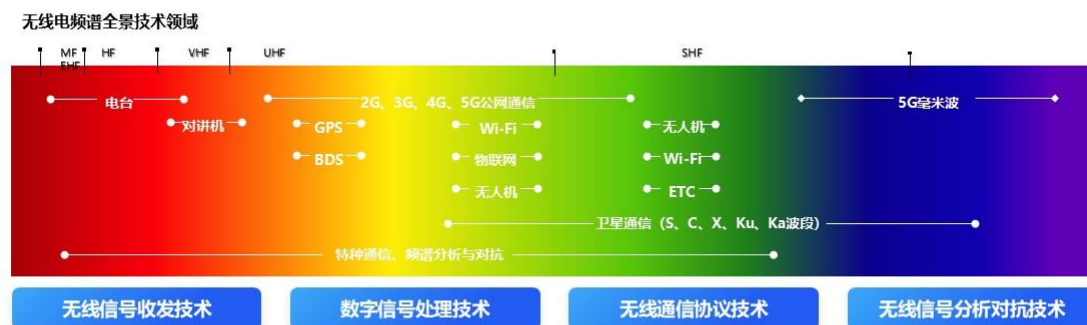 无线电频谱全景技术领域
MF HF VHF UHF SHF
EHF
电台 2G、3G、4G、5G公网通信 5G毫米波
对讲机 GPS Wi-Fi 无人机
BDS 物联网 Wi-Fi
无人机 ETC
卫星通信（S、C、X、Ku、Ka波段）
特种通信、频谱分析与对抗
无线信号收发技术 数字信号处理技术 无线通信协议技术 无线信号分析对抗技术